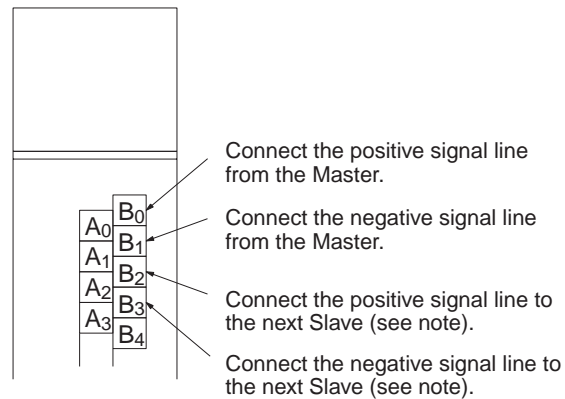 Connect the positive signal line
from the Master.
Connect the negative signal line
from the Master.
Connect the positive signal line to
the next Slave (see note).
Connect the negative signal line to
the next Slave (see note).
B0
A0
B1
A1
B2
A2
B3
A3
B4